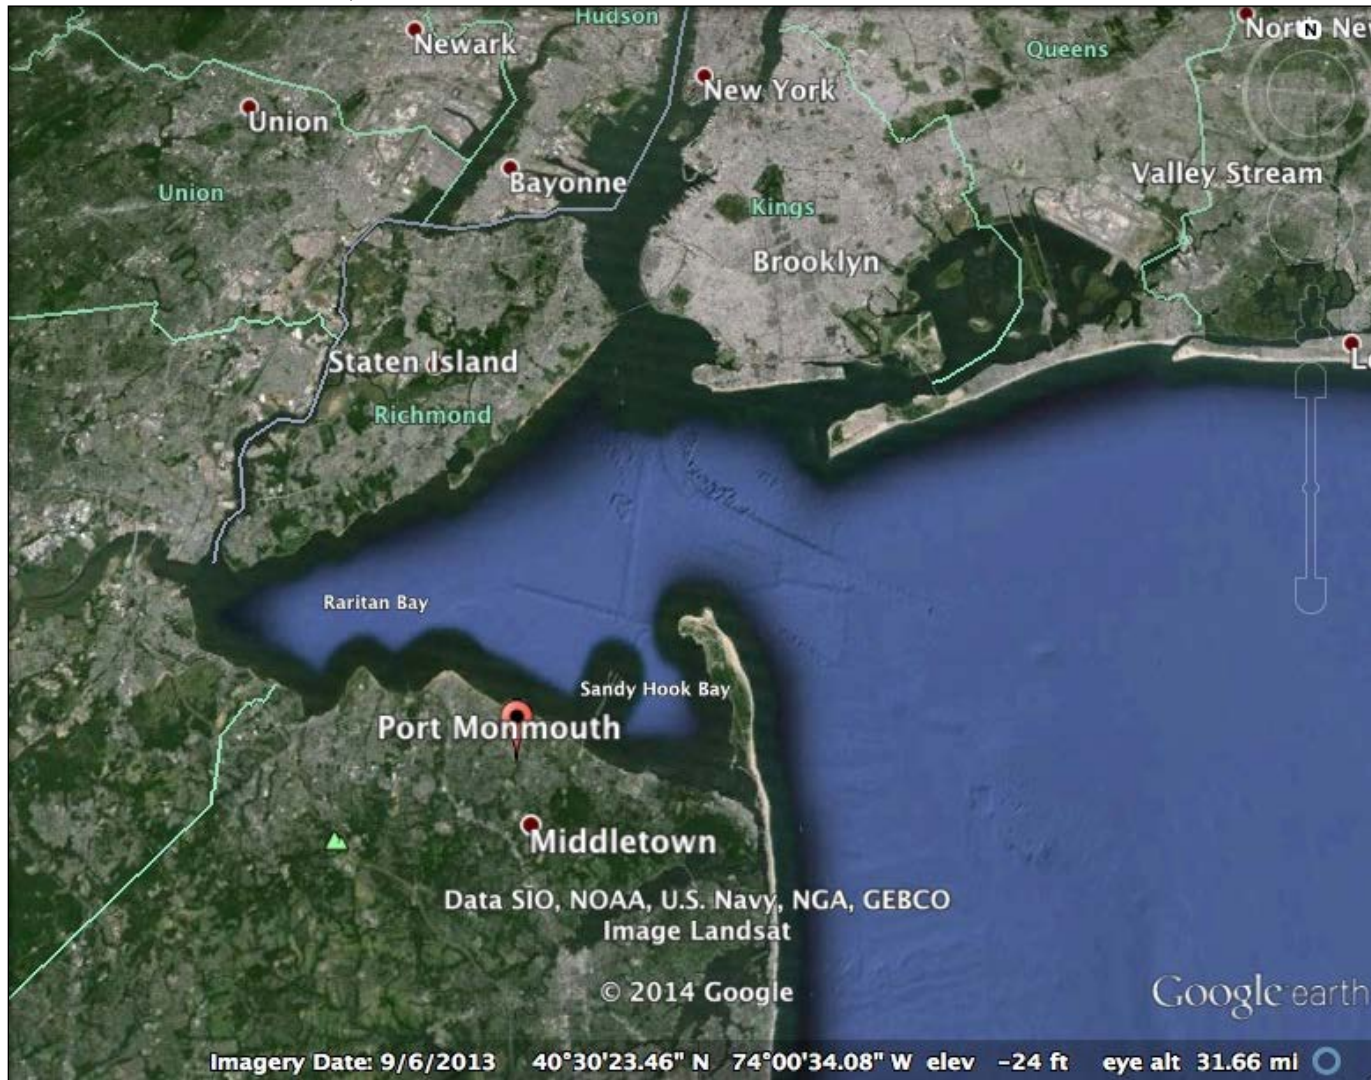 Hudson
Newark
Queens
North Ne
New York
Union
Valley Stream
Bayonne
Union
Kings
Brooklyn
Staten Island
Richmond
Raritan Bay
Sandy Hook Bay
Port Monmouth
Middletown
Data SIO, NOAA, U.S. Navy, NGA, GEBCO
Image Landsat
© 2014 Google
Google earth
Imagery Date: 9/6/2013 40°30'23.46" N 74°00'34.08" W elev -24 ft eye alt 31.66 mi